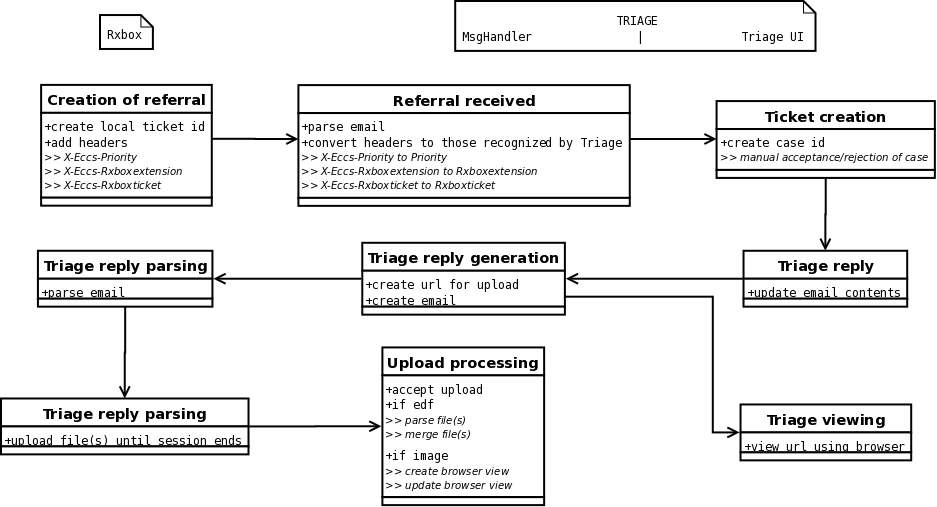 Rxbox
TRIAGE
MsgHandler | Triage UI
Creation of referral
+create local ticket id
+add headers
>> X-Eccs-Priority
>> X-Eccs-Rxboxextension
>> X-Eccs-Rxboxticket
Referral received
+parse email
+convert headers to those recognized by Triage
>> X-Eccs-Priority to Priority
>> X-Eccs-Rxboxextension to Rxboxextension
>> X-Eccs-Rxboxticket to Rxboxticket
Ticket creation
+create case id
>> manual acceptance/rejection of case
Triage reply parsing
+parse email
Triage reply generation
+create url for upload
+create email
Triage reply
+update email contents
Triage reply parsing
+upload file(s) until session ends
Upload processing
+accept upload
+if edf
>> parse file(s)
>> merge file(s)
+if image
>> create browser view
>> update browser view
Triage viewing
+view url using browser